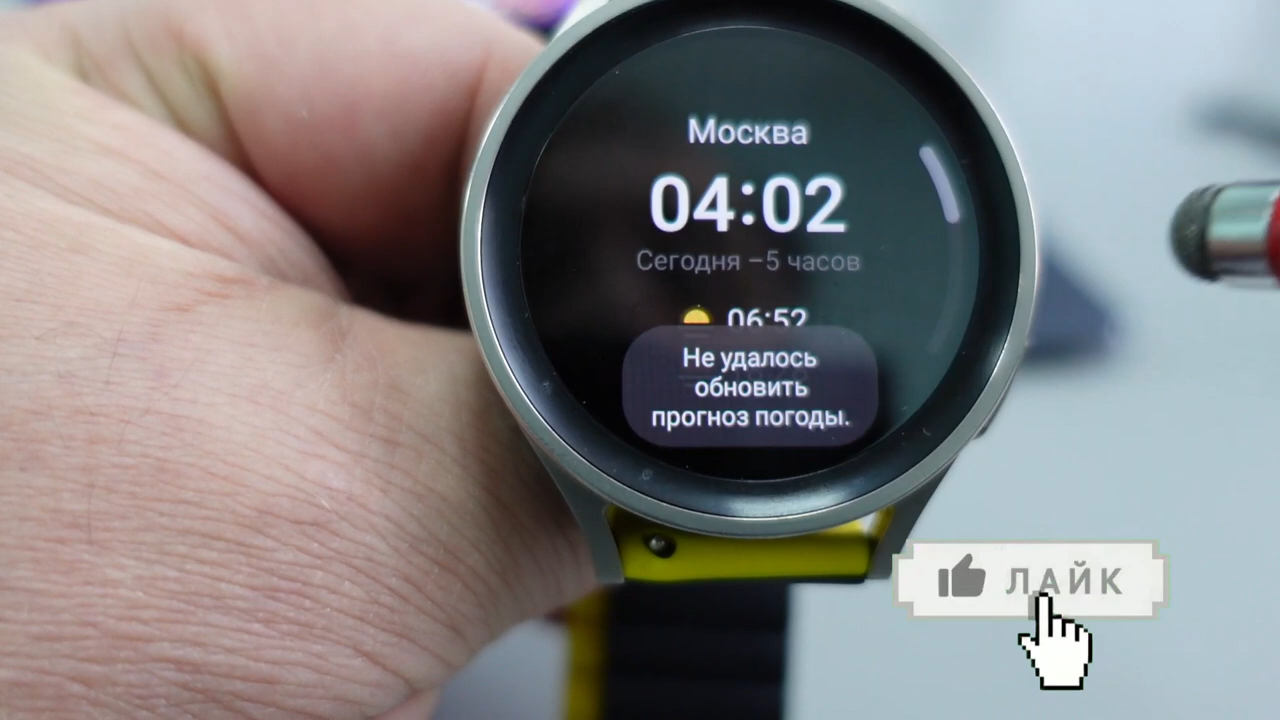 Москва
04:02
Сегодня −5 часов
06:52
Не удалось
обновить
прогноз погоды.
ЛАЙК